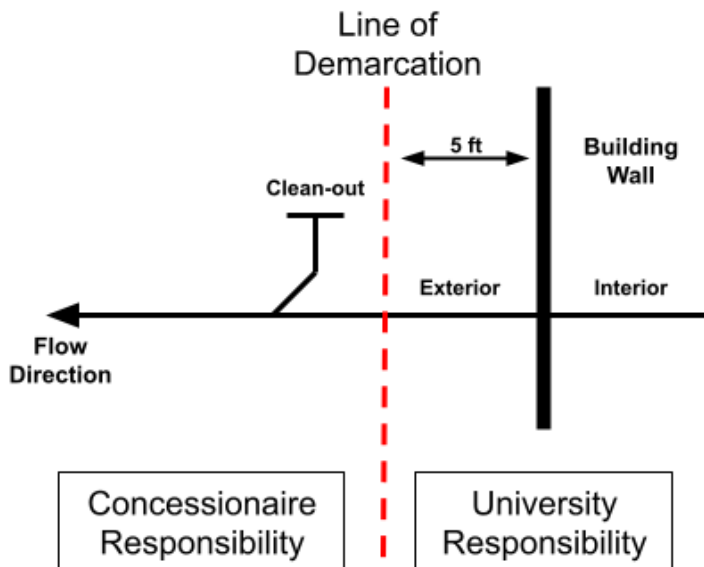 Line of
Demarcation
5 ft
Building
Wall
Clean-out
Exterior
Interior
Flow
Direction
Concessionaire
Responsibility
University
Responsibility